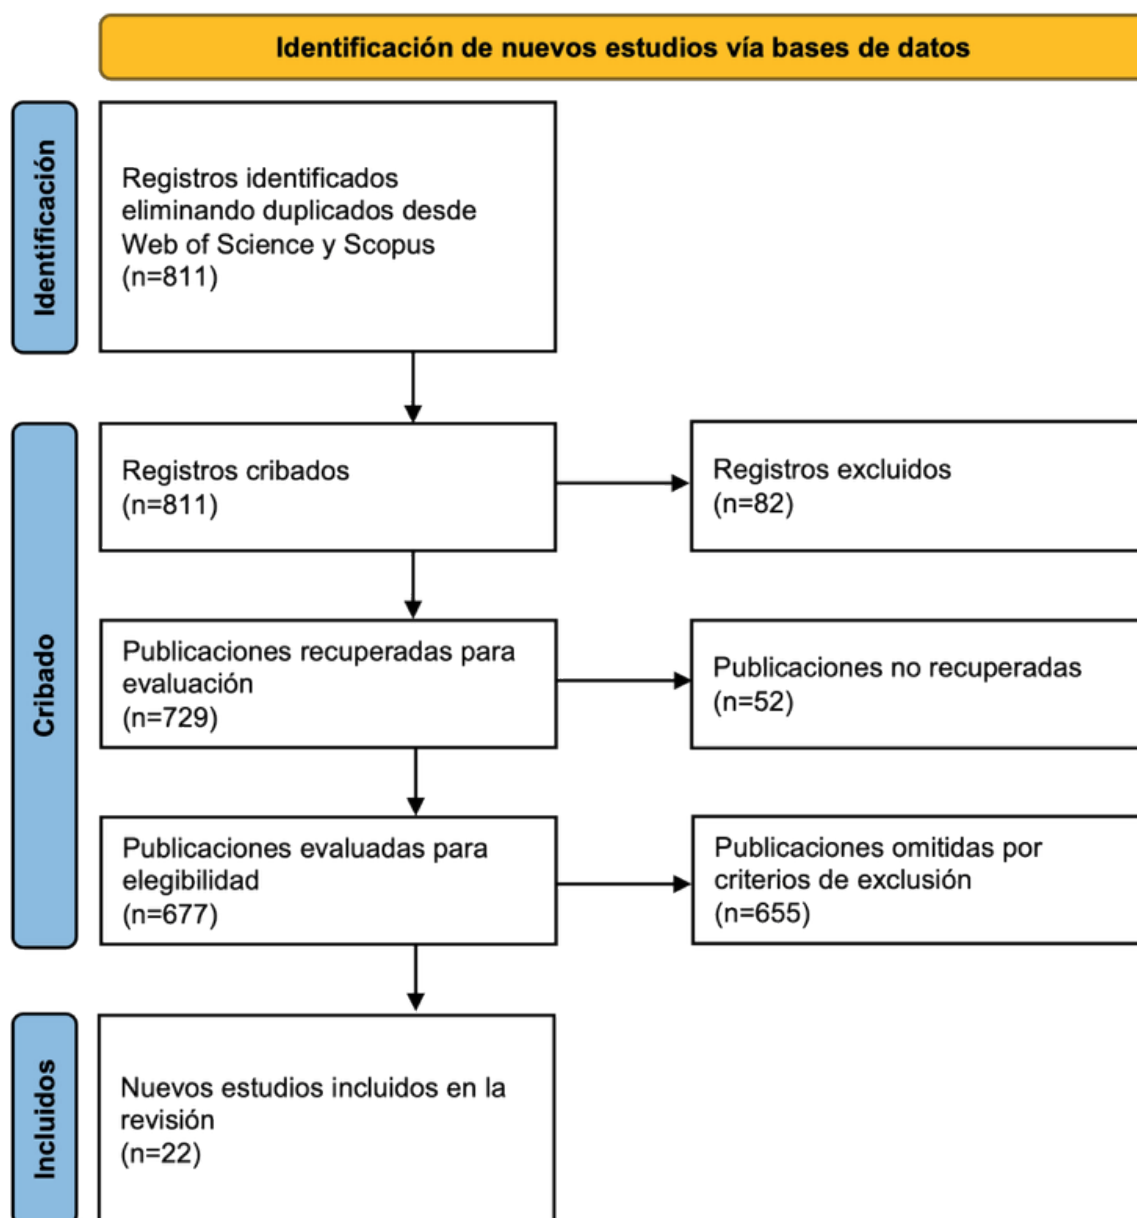 Identificación de nuevos estudios vía bases de datos
Identificación
Registros identificados
eliminando duplicados desde
Web of Science y Scopus
(n=811)
Cribado
Registros cribados
(n=811)
Registros excluidos
(n=82)
Publicaciones recuperadas para
evaluación
(n=729)
Publicaciones no recuperadas
(n=52)
Publicaciones evaluadas para
elegibilidad
(n=677)
Publicaciones omitidas por
criterios de exclusión
(n=655)
Incluidos
Nuevos estudios incluidos en la
revisión
(n=22)